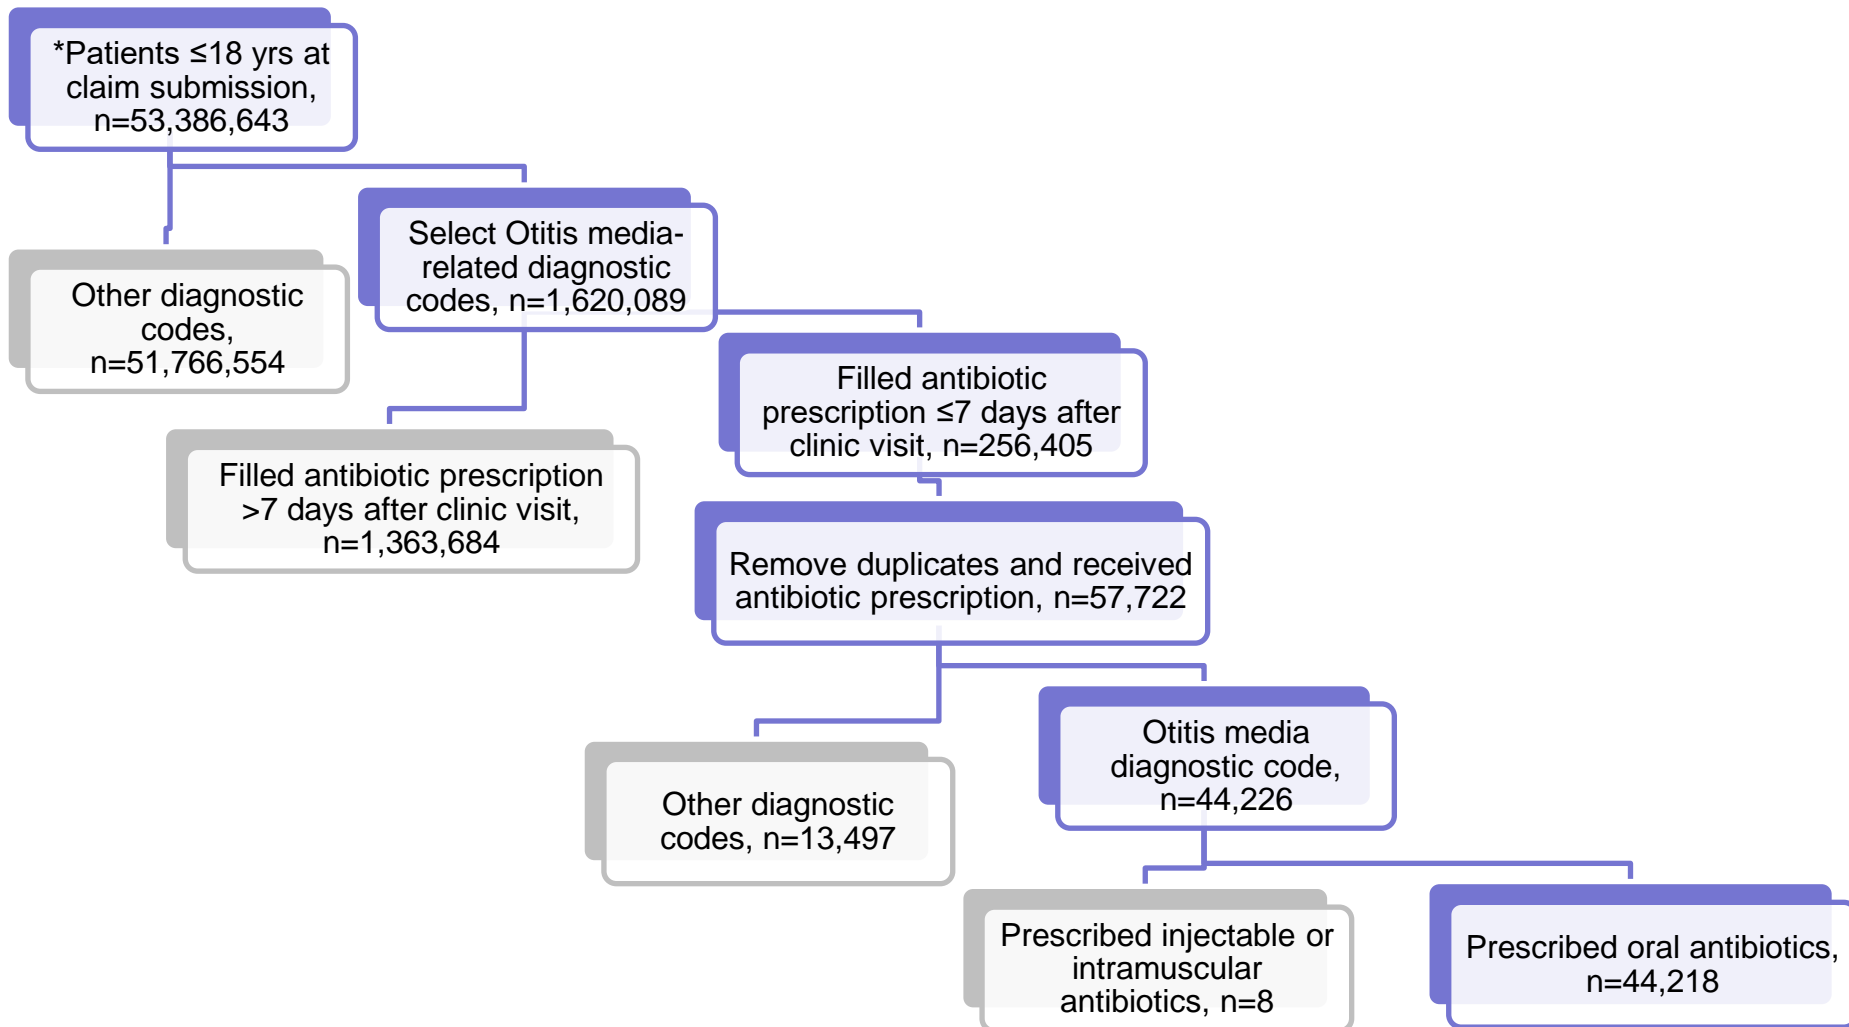 *Patients ≤18 yrs at
claim submission,
n=53,386,643
Select Otitis media-
related diagnostic
codes, n=1,620,089
Other diagnostic
codes,
n=51,766,554
Filled antibiotic
prescription ≤7 days after
clinic visit, n=256,405
Filled antibiotic prescription
>7 days after clinic visit,
n=1,363,684
Remove duplicates and received
antibiotic prescription, n=57,722
Otitis media
diagnostic code,
n=44,226
Other diagnostic
codes, n=13,497
Prescribed injectable or
intramuscular
antibiotics, n=8
Prescribed oral antibiotics,
n=44,218